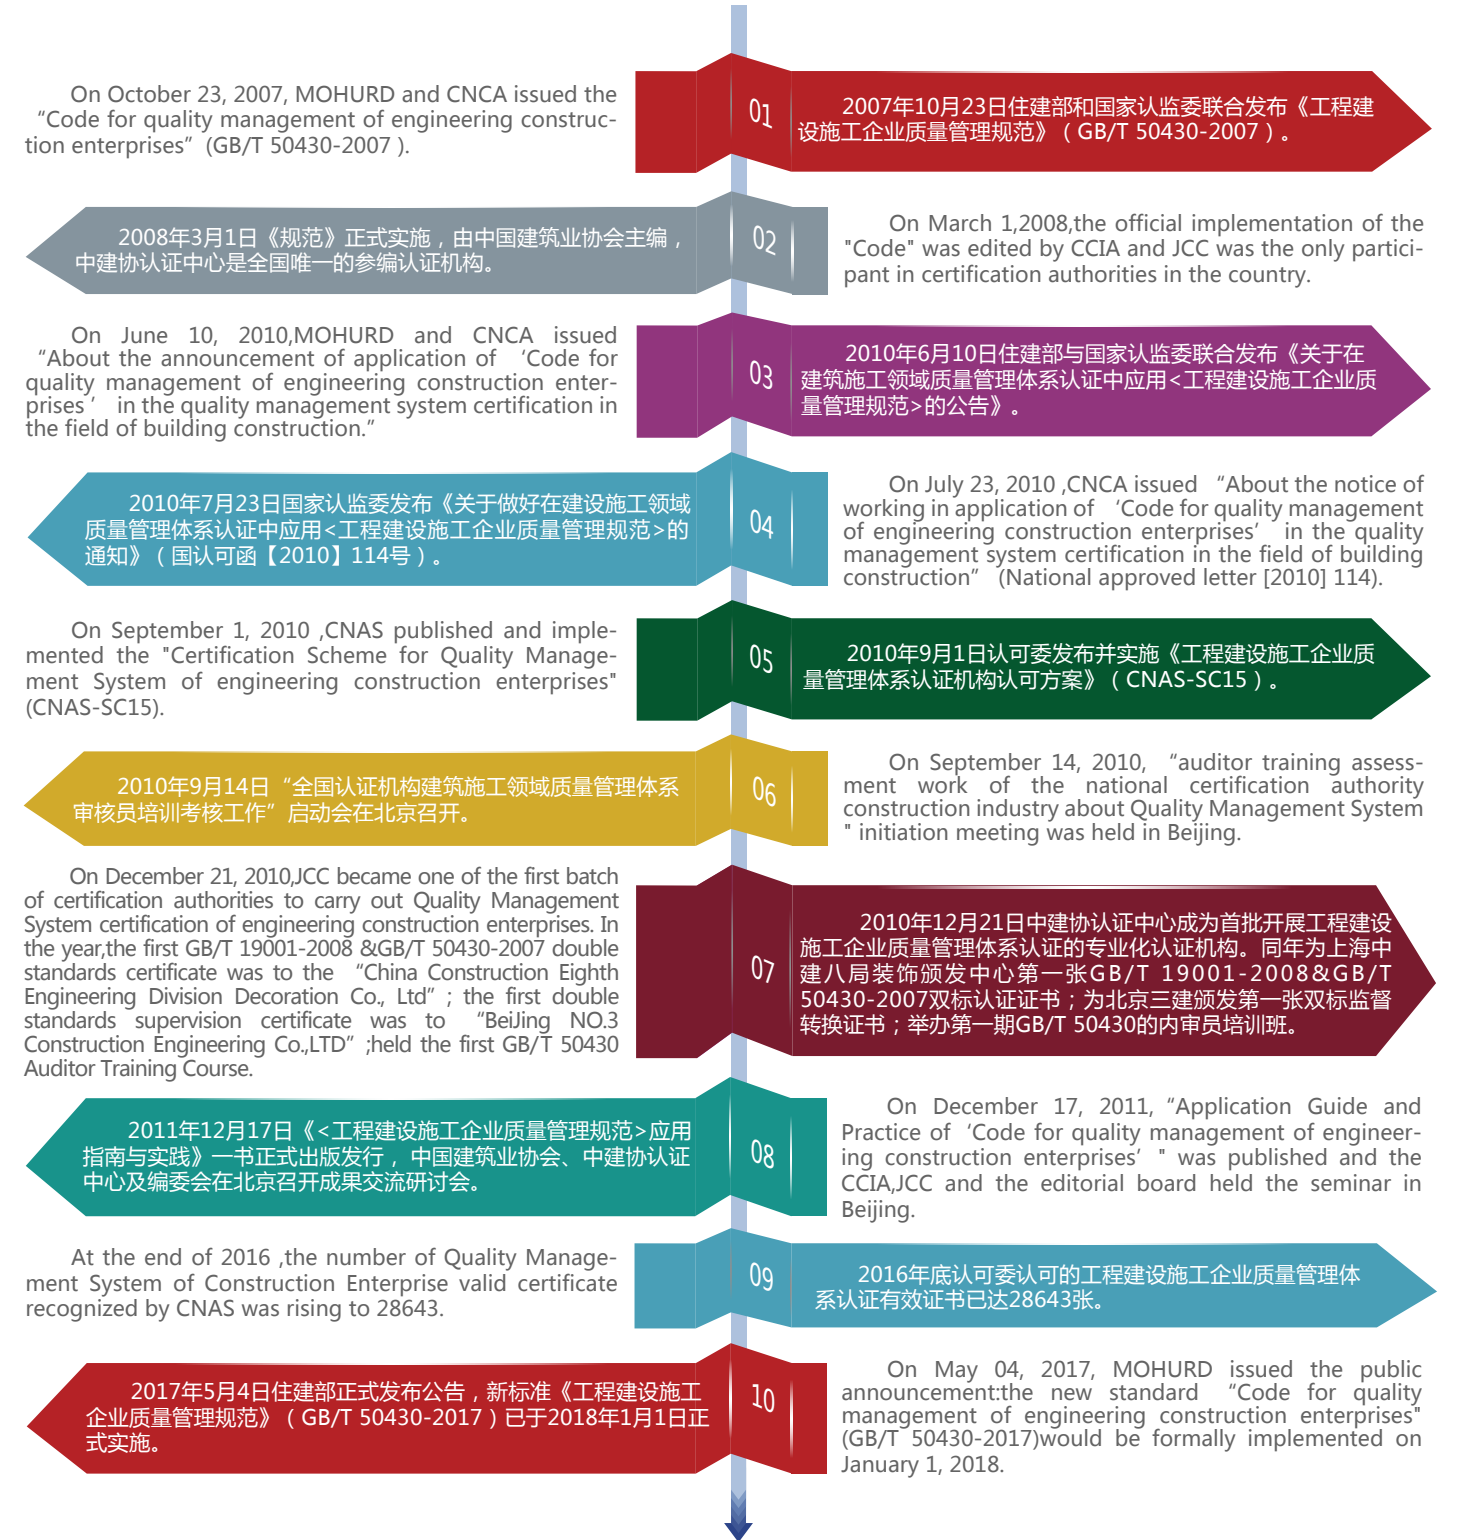 On October 23, 2007, MOHURD and CNCA issued the
“Code for quality management of engineering construc-
tion enterprises”(GB/T 50430-2007 ).
01
2007年10月23日住建部和国家认监委联合发布《工程建
设施工企业质量管理规范》（GB/T 50430-2007）。
2008年3月1日《规范》正式实施，由中国建筑业协会主编，
中建协认证中心是全国唯一的参编认证机构。
02
On March 1,2008,the official implementation of the
"Code" was edited by CCIA and JCC was the only partici-
pant in certification authorities in the country.
On June 10, 2010,MOHURD and CNCA issued
“About the announcement of application of ‘Code for
quality management of engineering construction enter-
prises’ in the quality management system certification in
the field of building construction.”
03
2010年6月10日住建部与国家认监委联合发布《关于在
建筑施工领域质量管理体系认证中应用<工程建设施工企业质
量管理规范>的公告》。
2010年7月23日国家认监委发布《关于做好在建设施工领域
质量管理体系认证中应用<工程建设施工企业质量管理规范>的
通知》（国认可函【2010】114号）。
04
On July 23, 2010 ,CNCA issued “About the notice of
working in application of ‘Code for quality management
of engineering construction enterprises’ in the quality
management system certification in the field of building
construction” (National approved letter [2010] 114).
On September 1, 2010 ,CNAS published and imple-
mented the "Certification Scheme for Quality Manage-
ment System of engineering construction enterprises"
(CNAS-SC15).
05
2010年9月1日认可委发布并实施《工程建设施工企业质
量管理体系认证机构认可方案》（CNAS-SC15）。
2010年9月14日“全国认证机构建筑施工领域质量管理体系
审核员培训考核工作”启动会在北京召开。
06
On September 14, 2010, “auditor training assess-
ment work of the national certification authority
construction industry about Quality Management System
" initiation meeting was held in Beijing.
On December 21, 2010,JCC became one of the first batch
of certification authorities to carry out Quality Management
System certification of engineering construction enterprises. In
the year,the first GB/T 19001-2008 &GB/T 50430-2007 double
standards certificate was to the “China Construction Eighth
Engineering Division Decoration Co., Ltd”; the first double
standards supervision certificate was to “BeiJing NO.3
Construction Engineering Co.,LTD”;held the first GB/T 50430
Auditor Training Course.
07
2010年12月21日中建协认证中心成为首批开展工程建设
施工企业质量管理体系认证的专业化认证机构。同年为上海中
建八局装饰颁发中心第一张GB/T 19001-2008&GB/T
50430-2007双标认证证书；为北京三建颁发第一张双标监督
转换证书；举办第一期GB/T 50430的内审员培训班。
2011年12月17日《<工程建设施工企业质量管理规范>应用
指南与实践》一书正式出版发行，中国建筑业协会、中建协认证
中心及编委会在北京召开成果交流研讨会。
08
On December 17, 2011,“Application Guide and
Practice of‘Code for quality management of engineer-
ing construction enterprises’" was published and the
CCIA,JCC and the editorial board held the seminar in
Beijing.
At the end of 2016 ,the number of Quality Manage-
ment System of Construction Enterprise valid certificate
recognized by CNAS was rising to 28643.
09
2016年底认可委认可的工程建设施工企业质量管理体
系认证有效证书已达28643张。
2017年5月4日住建部正式发布公告，新标准《工程建设施工
企业质量管理规范》（GB/T 50430-2017）已于2018年1月1日正
式实施。
10
On May 04, 2017, MOHURD issued the public
announcement:the new standard “Code for quality
management of engineering construction enterprises"
(GB/T 50430-2017)would be formally implemented on
January 1, 2018.